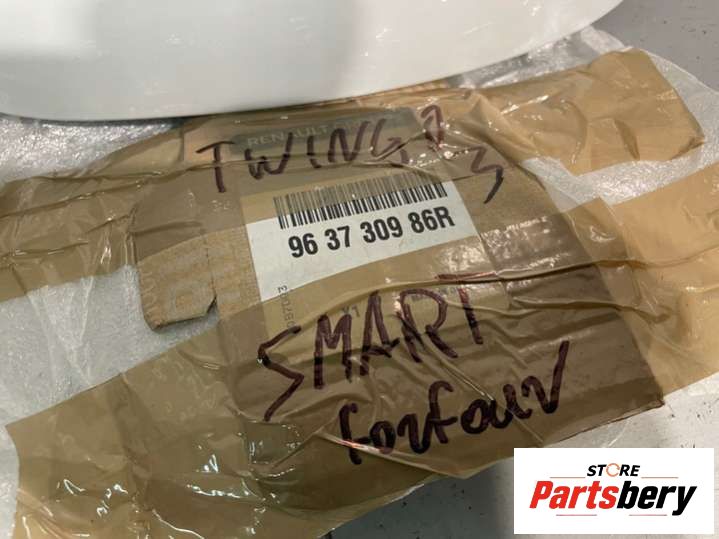 RENAULT
TWINGO
3
96 37 309 86R
SMART
forfour
STORE
Partsbery